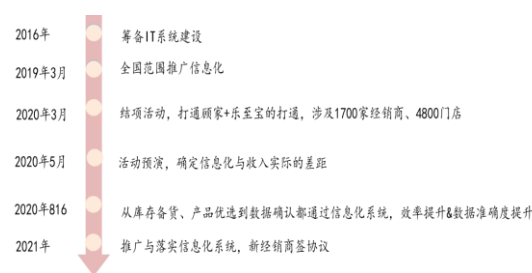 2016年 筹备IT系统建设
2019年3月 全国范围推广信息化
2020年3月 结项活动，打通顾家+乐至宝的打通，涉及1700家经销商、4800门店
2020年5月 活动预演，确定信息化与收入实际的差距
2020年816 从库存备货、产品优选到数据确认都通过信息化系统，效率提升&数据准确度提升
2021年 推广与落实信息化系统，新经销商签协议